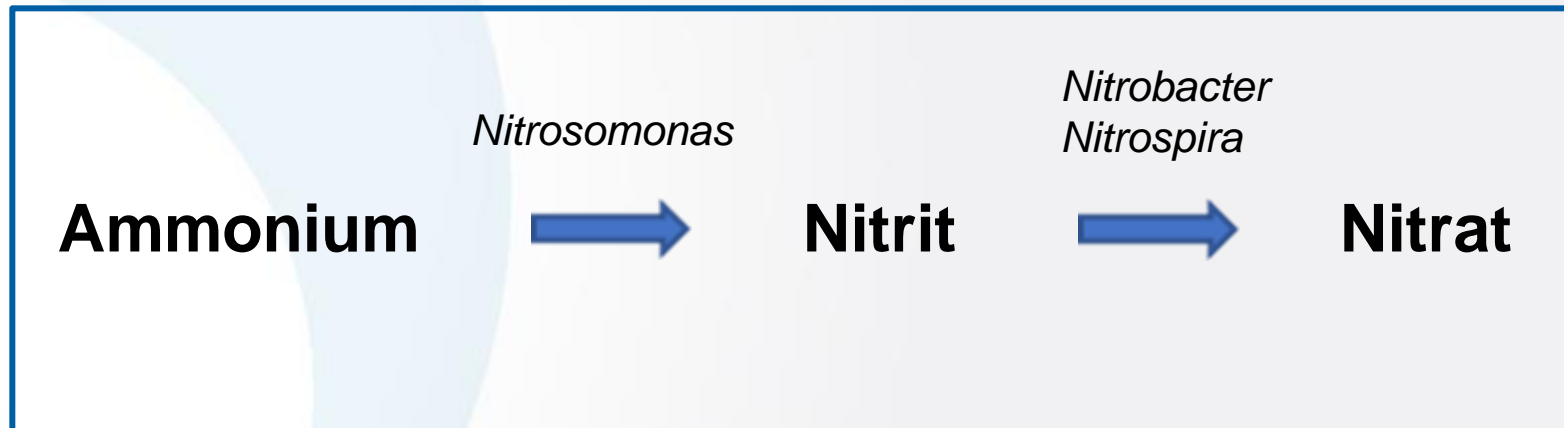 Nitrosomonas
Nitrobacter
Nitrospira
Ammonium Nitrit Nitrat